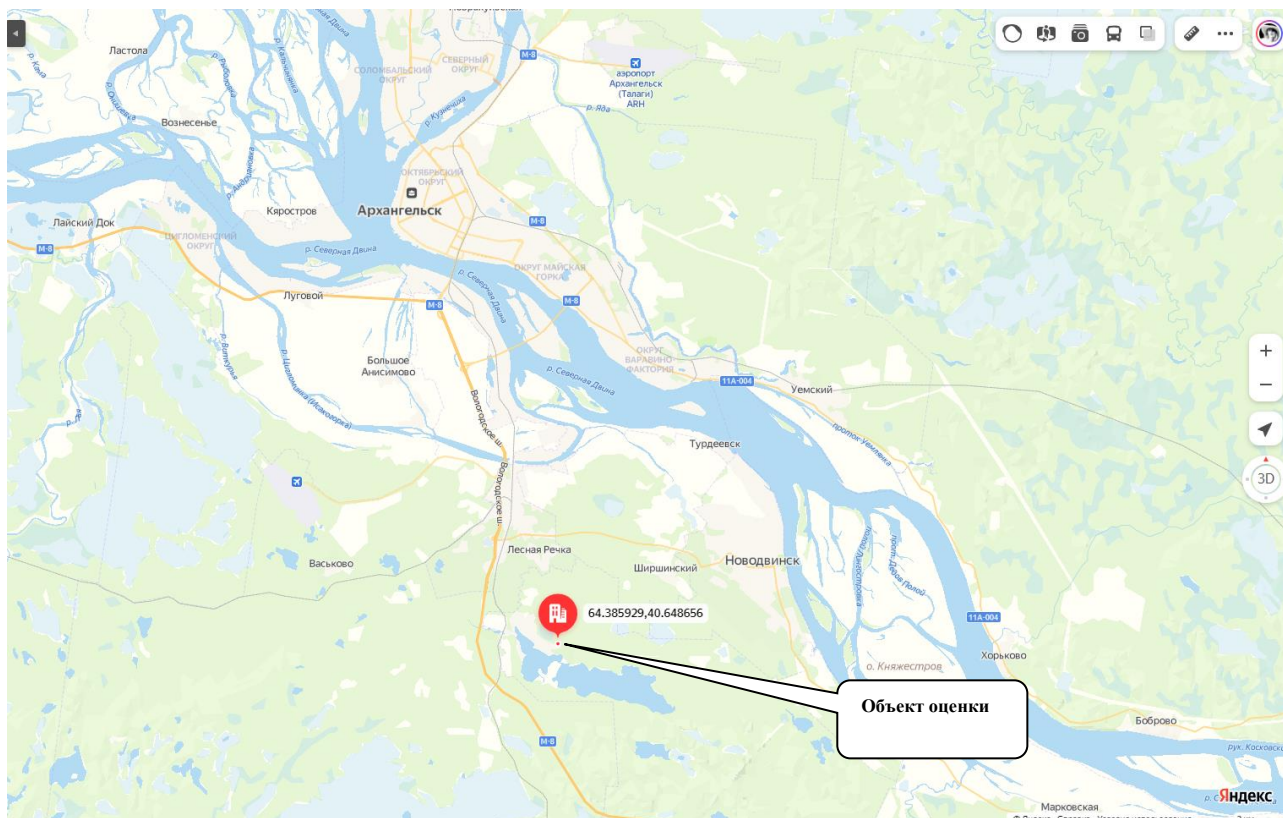 Ластола
р. Кузнечиха
СОЛОМБАЛЬСКИЙ
ОКРУГ
СЕВЕРНЫЙ
ОКРУГ
М-8
аэропорт
Архангельск
(Талаги)
ARH
р. Яда
Вознесенье
ОКТЯБРЬСКИЙ
ОКРУГ
Архангельск
Кяростров
Лайский Док
М-8
ЦИГЛОМЕНСКИЙ
ОКРУГ
р. Северная Двина
М-8
р. Северная Двина
ОКРУГ МАЙСКАЯ
ГОРКА
М-8
Луговой
М-8
Большое
Анисимово
ОКРУГ
ВАРАВИНО-
ФАКТОРИЯ
11А-004
Уемский
р. Северная Двина
3D
Вологодское ш.
Турдеевск
Вологодское ш.
Лесная Речка
Васьково
Ширшинский
Новодвинск
64.385929,40.648656
11А-004
Хорьково
о. Княжестров
Объект оценки
Боброво
М-8
Яндекс
Марковская